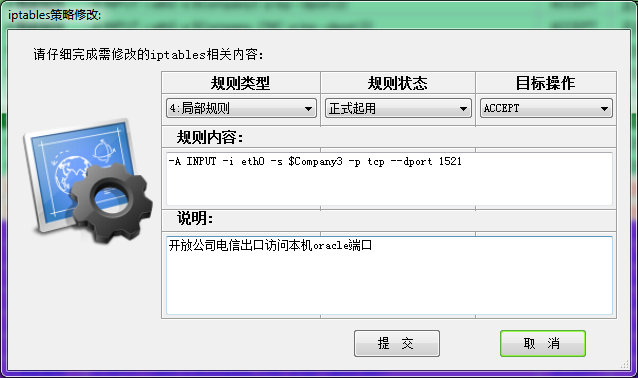 iptables策略修改:
请仔细完成需修改的iptables相关内容:
规则类型 规则状态 目标操作
4:局部规则 正式起用 ACCEPT
规则内容:
-A INPUT -i eth0 -s $Company3 -p tcp --dport 1521
说明:
开放公司电信出口访问本机oracle端口
提 交 取 消